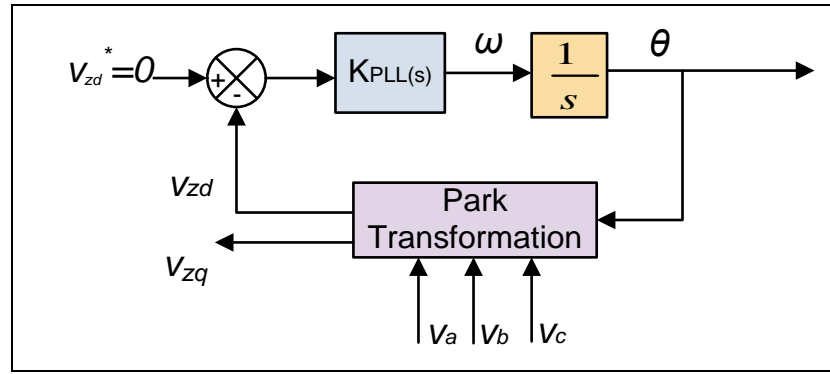 v_zd*=0
+
-
K_PLL(s)
ω
1
s
θ
v_zd
v_zq
Park
Transformation
v_a
v_b
v_c